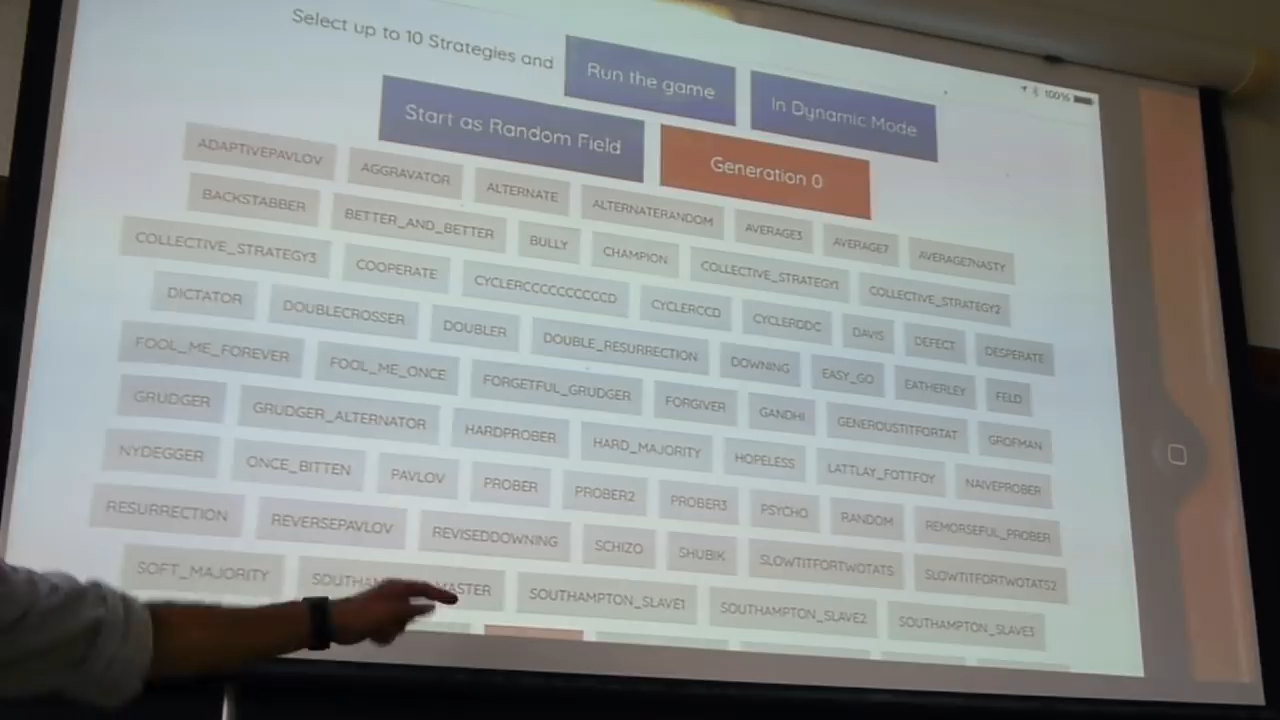 100%
Select up to 10 Strategies and Run the game In Dynamic Mode
Start as Random Field Generation 0
ADAPTIVEPAVLOV AGGRAVATOR ALTERNATE ALTERNATERANDOM AVERAGE3 AVERAGE7 AVERAGE7NASTY
BACKSTABBER BETTER_AND_BETTER BULLY CHAMPION COLLECTIVE_STRATEGY1 COLLECTIVE_STRATEGY2
COLLECTIVE_STRATEGY3 COOPERATE CYCLERCCCCCCCCCCD CYCLERCCD CYCLERDDC DAVIS DEFECT DESPERATE
DICTATOR DOUBLECROSSER DOUBLER DOUBLE_RESURRECTION DOWNING EASY_GO EATHERLEY FELD
FOOL_ME_FOREVER FOOL_ME_ONCE FORGETFUL_GRUDGER FORGIVER GANDHI GENEROUSTITFORTAT GROFMAN
GRUDGER GRUDGER_ALTERNATOR HARDPROBER HARD_MAJORITY HOPELESS LATTLAY_FOTTFOY NAIVEPROBER
NYDEGGER ONCE_BITTEN PAVLOV PROBER PROBER2 PROBER3 PSYCHO RANDOM REMORSEFUL_PROBER
RESURRECTION REVERSEPAVLOV REVISEDDOWNING SCHIZO SHUBIK SLOWTITFORTWOTATS SLOWTITFORTWOTATS2
SOFT_MAJORITY SOUTHAMPTON_SLAVE1 SOUTHAMPTON_SLAVE2 SOUTHAMPTON_SLAVE3